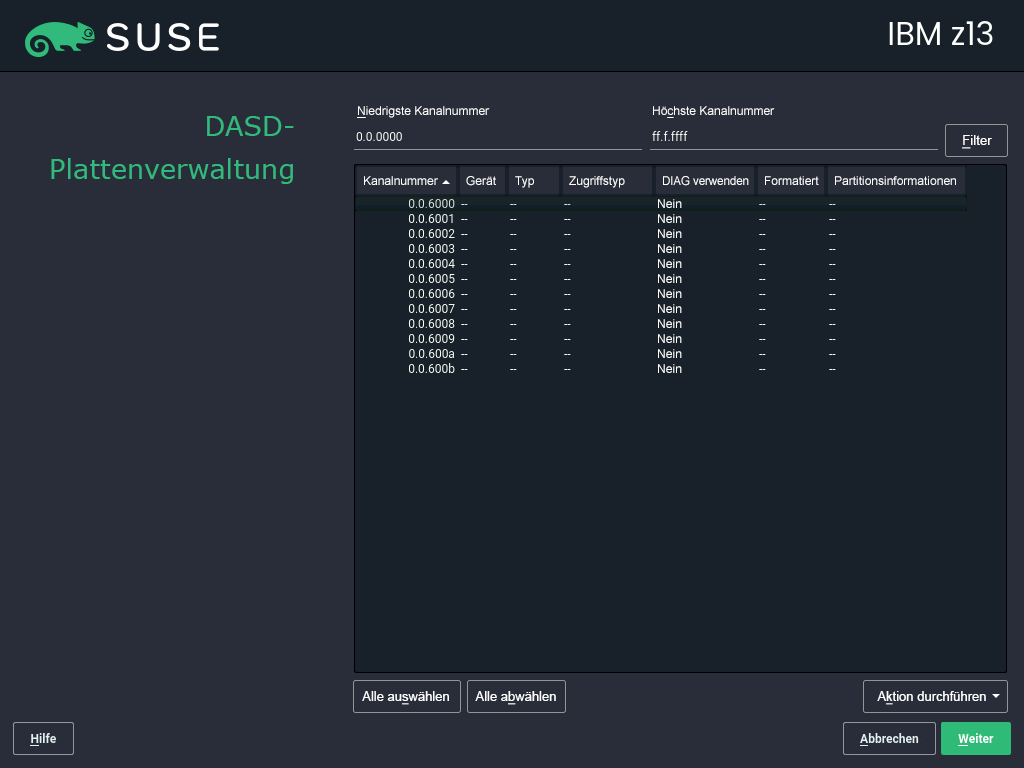 SUSE
IBM z13
DASD-
Plattenverwaltung
Niedrigste Kanalnummer Höchste Kanalnummer
0.0.0000 ff.f.ffff Filter
Kanalnummer Gerät Typ Zugriffstyp DIAG verwenden Formatiert Partitionsinformationen
0.0.6000 -- -- -- Nein -- --
0.0.6001 -- -- -- Nein -- --
0.0.6002 -- -- -- Nein -- --
0.0.6003 -- -- -- Nein -- --
0.0.6004 -- -- -- Nein -- --
0.0.6005 -- -- -- Nein -- --
0.0.6006 -- -- -- Nein -- --
0.0.6007 -- -- -- Nein -- --
0.0.6008 -- -- -- Nein -- --
0.0.6009 -- -- -- Nein -- --
0.0.600a -- -- -- Nein -- --
0.0.600b -- -- -- Nein -- --
Alle auswählen Alle abwählen Aktion durchführen
Hilfe Abbrechen Weiter